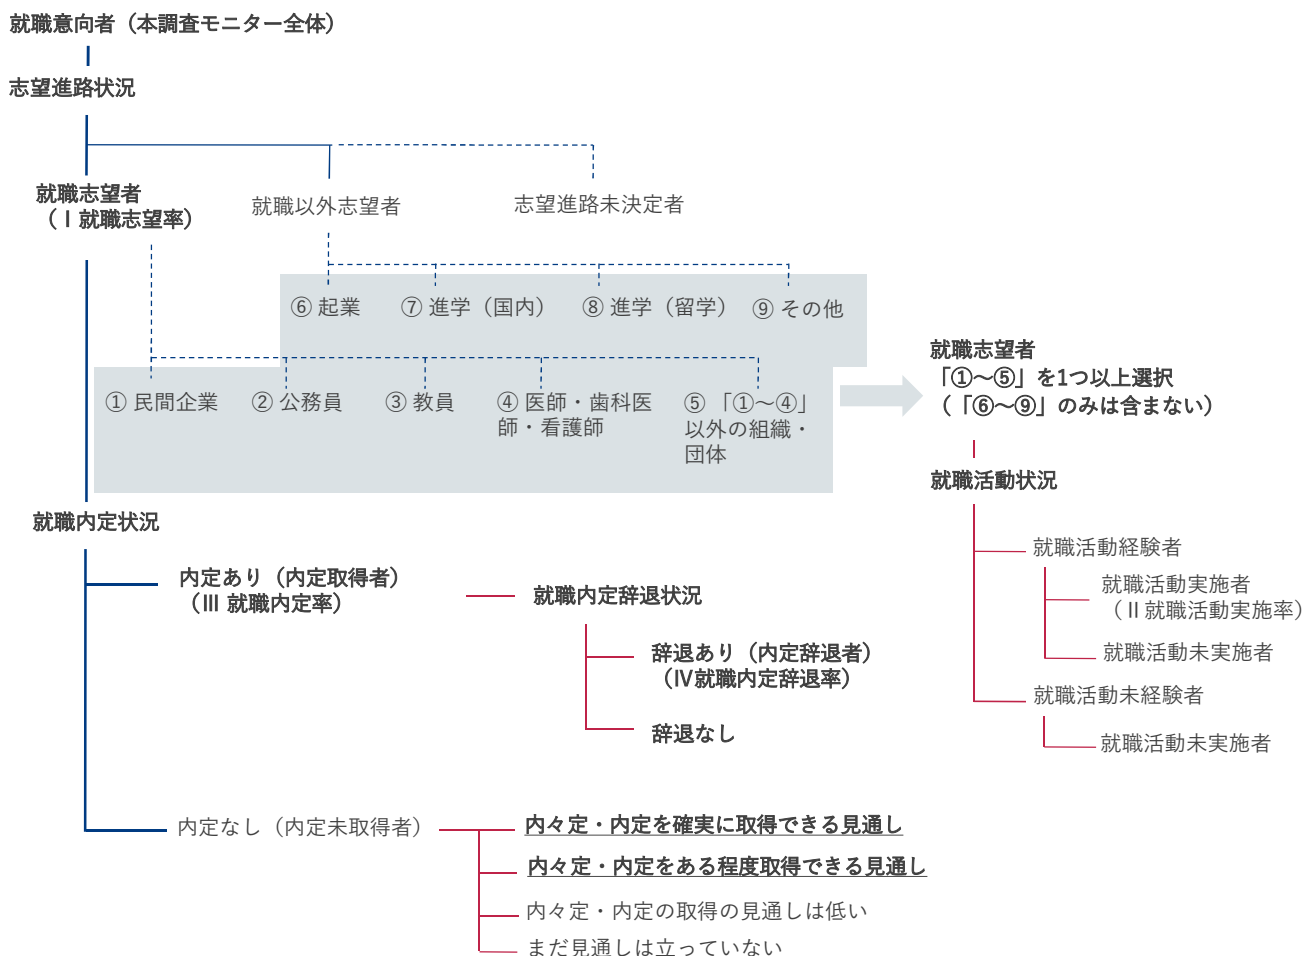 就職意向者（本調査モニター全体）
志望進路状況
就職志望者
（Ⅰ就職志望率）
就職以外志望者
志望進路未決定者
⑥ 起業
⑦ 進学（国内）
⑧ 進学（留学）
⑨ その他
① 民間企業
② 公務員
③ 教員
④ 医師・歯科医
師・看護師
⑤ 「①～④」
以外の組織・
団体
就職志望者
「①～⑤」を1つ以上選択
（「⑥～⑨」のみは含まない）
就職活動状況
就職活動経験者
就職活動実施者
（Ⅱ就職活動実施率）
就職活動未実施者
就職活動未経験者
就職活動未実施者
就職内定状況
内定あり（内定取得者）
（Ⅲ 就職内定率）
就職内定辞退状況
辞退あり（内定辞退者）
（Ⅳ就職内定辞退率）
辞退なし
内定なし（内定未取得者）
内々定・内定を確実に取得できる見通し
内々定・内定をある程度取得できる見通し
内々定・内定の取得の見通しは低い
まだ見通しは立っていない